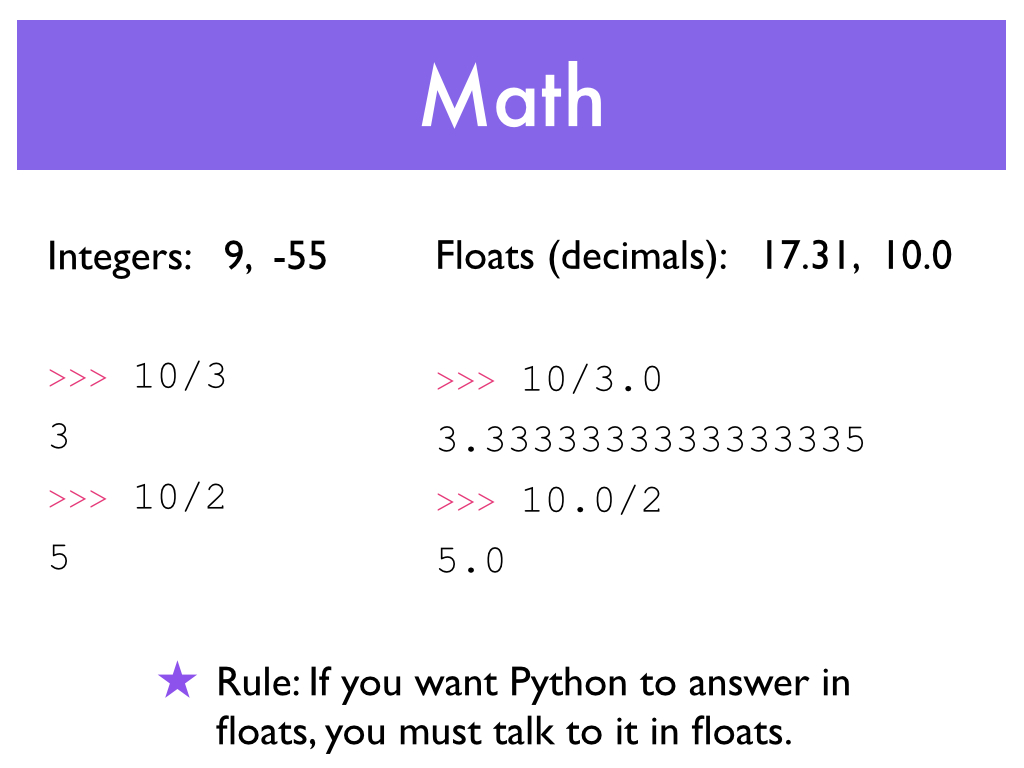 Math
Integers: 9, -55
>>> 10/3
3
>>> 10/2
5
Floats (decimals): 17.31, 10.0
>>> 10/3.0
3.3333333333333335
>>> 10.0/2
5.0
★ Rule: If you want Python to answer in
floats, you must talk to it in floats.